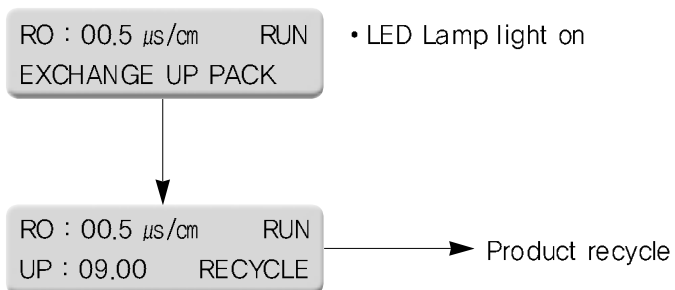 RO : 00.5 µs/cm RUN
EXCHANGE UP PACK
• LED Lamp light on
RO : 00.5 µs/cm RUN
UP : 09.00 RECYCLE
Product recycle